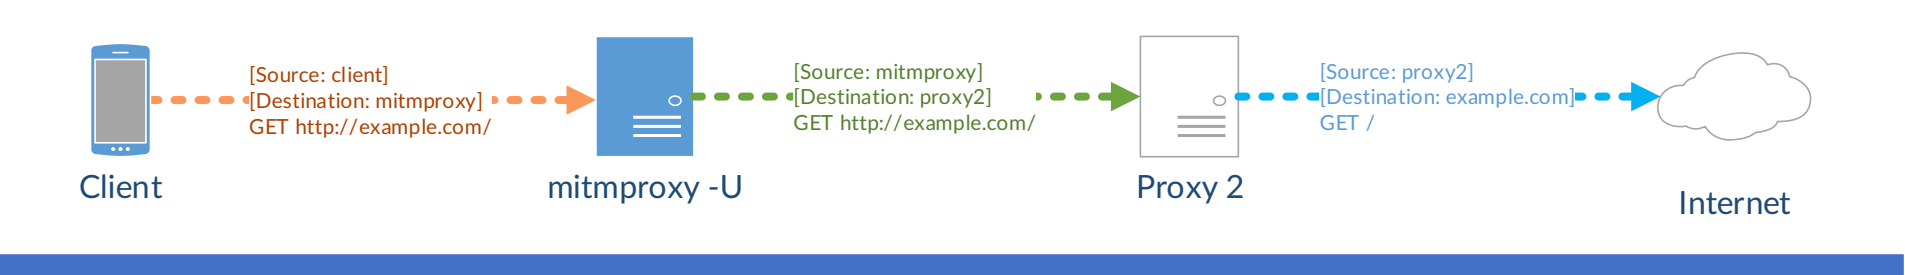 [Source: client]
[Destination: mitmproxy]
GET http://example.com/
[Source: mitmproxy]
[Destination: proxy2]
GET http://example.com/
[Source: proxy2]
[Destination: example.com]
GET /
Client
mitmproxy -U
Proxy 2
Internet